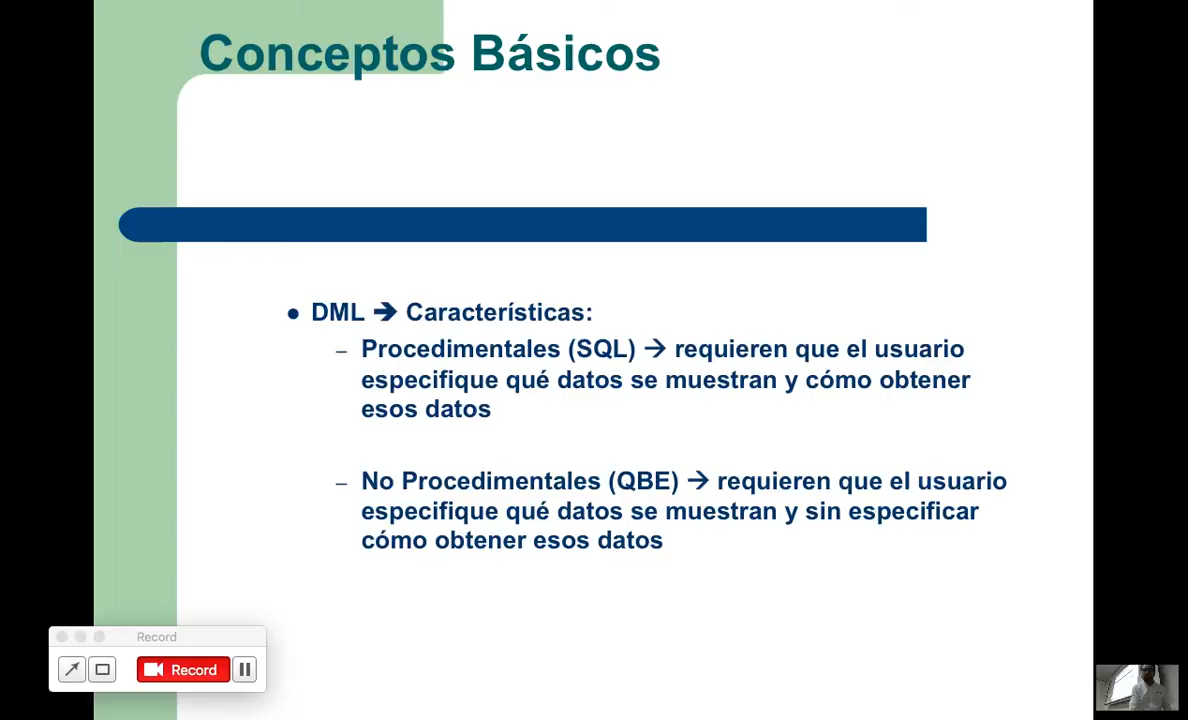 Conceptos Básicos
● DML ➔ Características:
– Procedimentales (SQL) → requieren que el usuario
especifique qué datos se muestran y cómo obtener
esos datos
– No Procedimentales (QBE) → requieren que el usuario
especifique qué datos se muestran y sin especificar
cómo obtener esos datos
Record
Record